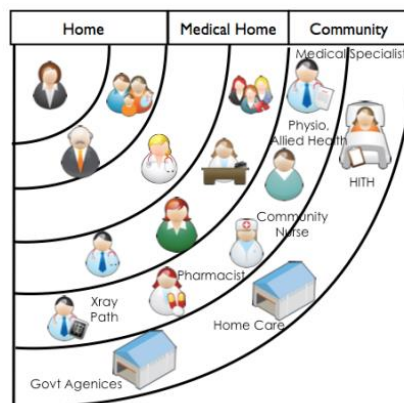 Home
Medical Home
Community
Medical Specialist
Physio,
Allied Health
HITH
Community
Nurse
Pharmacist
Xray
Path
Home Care
Govt Agenices